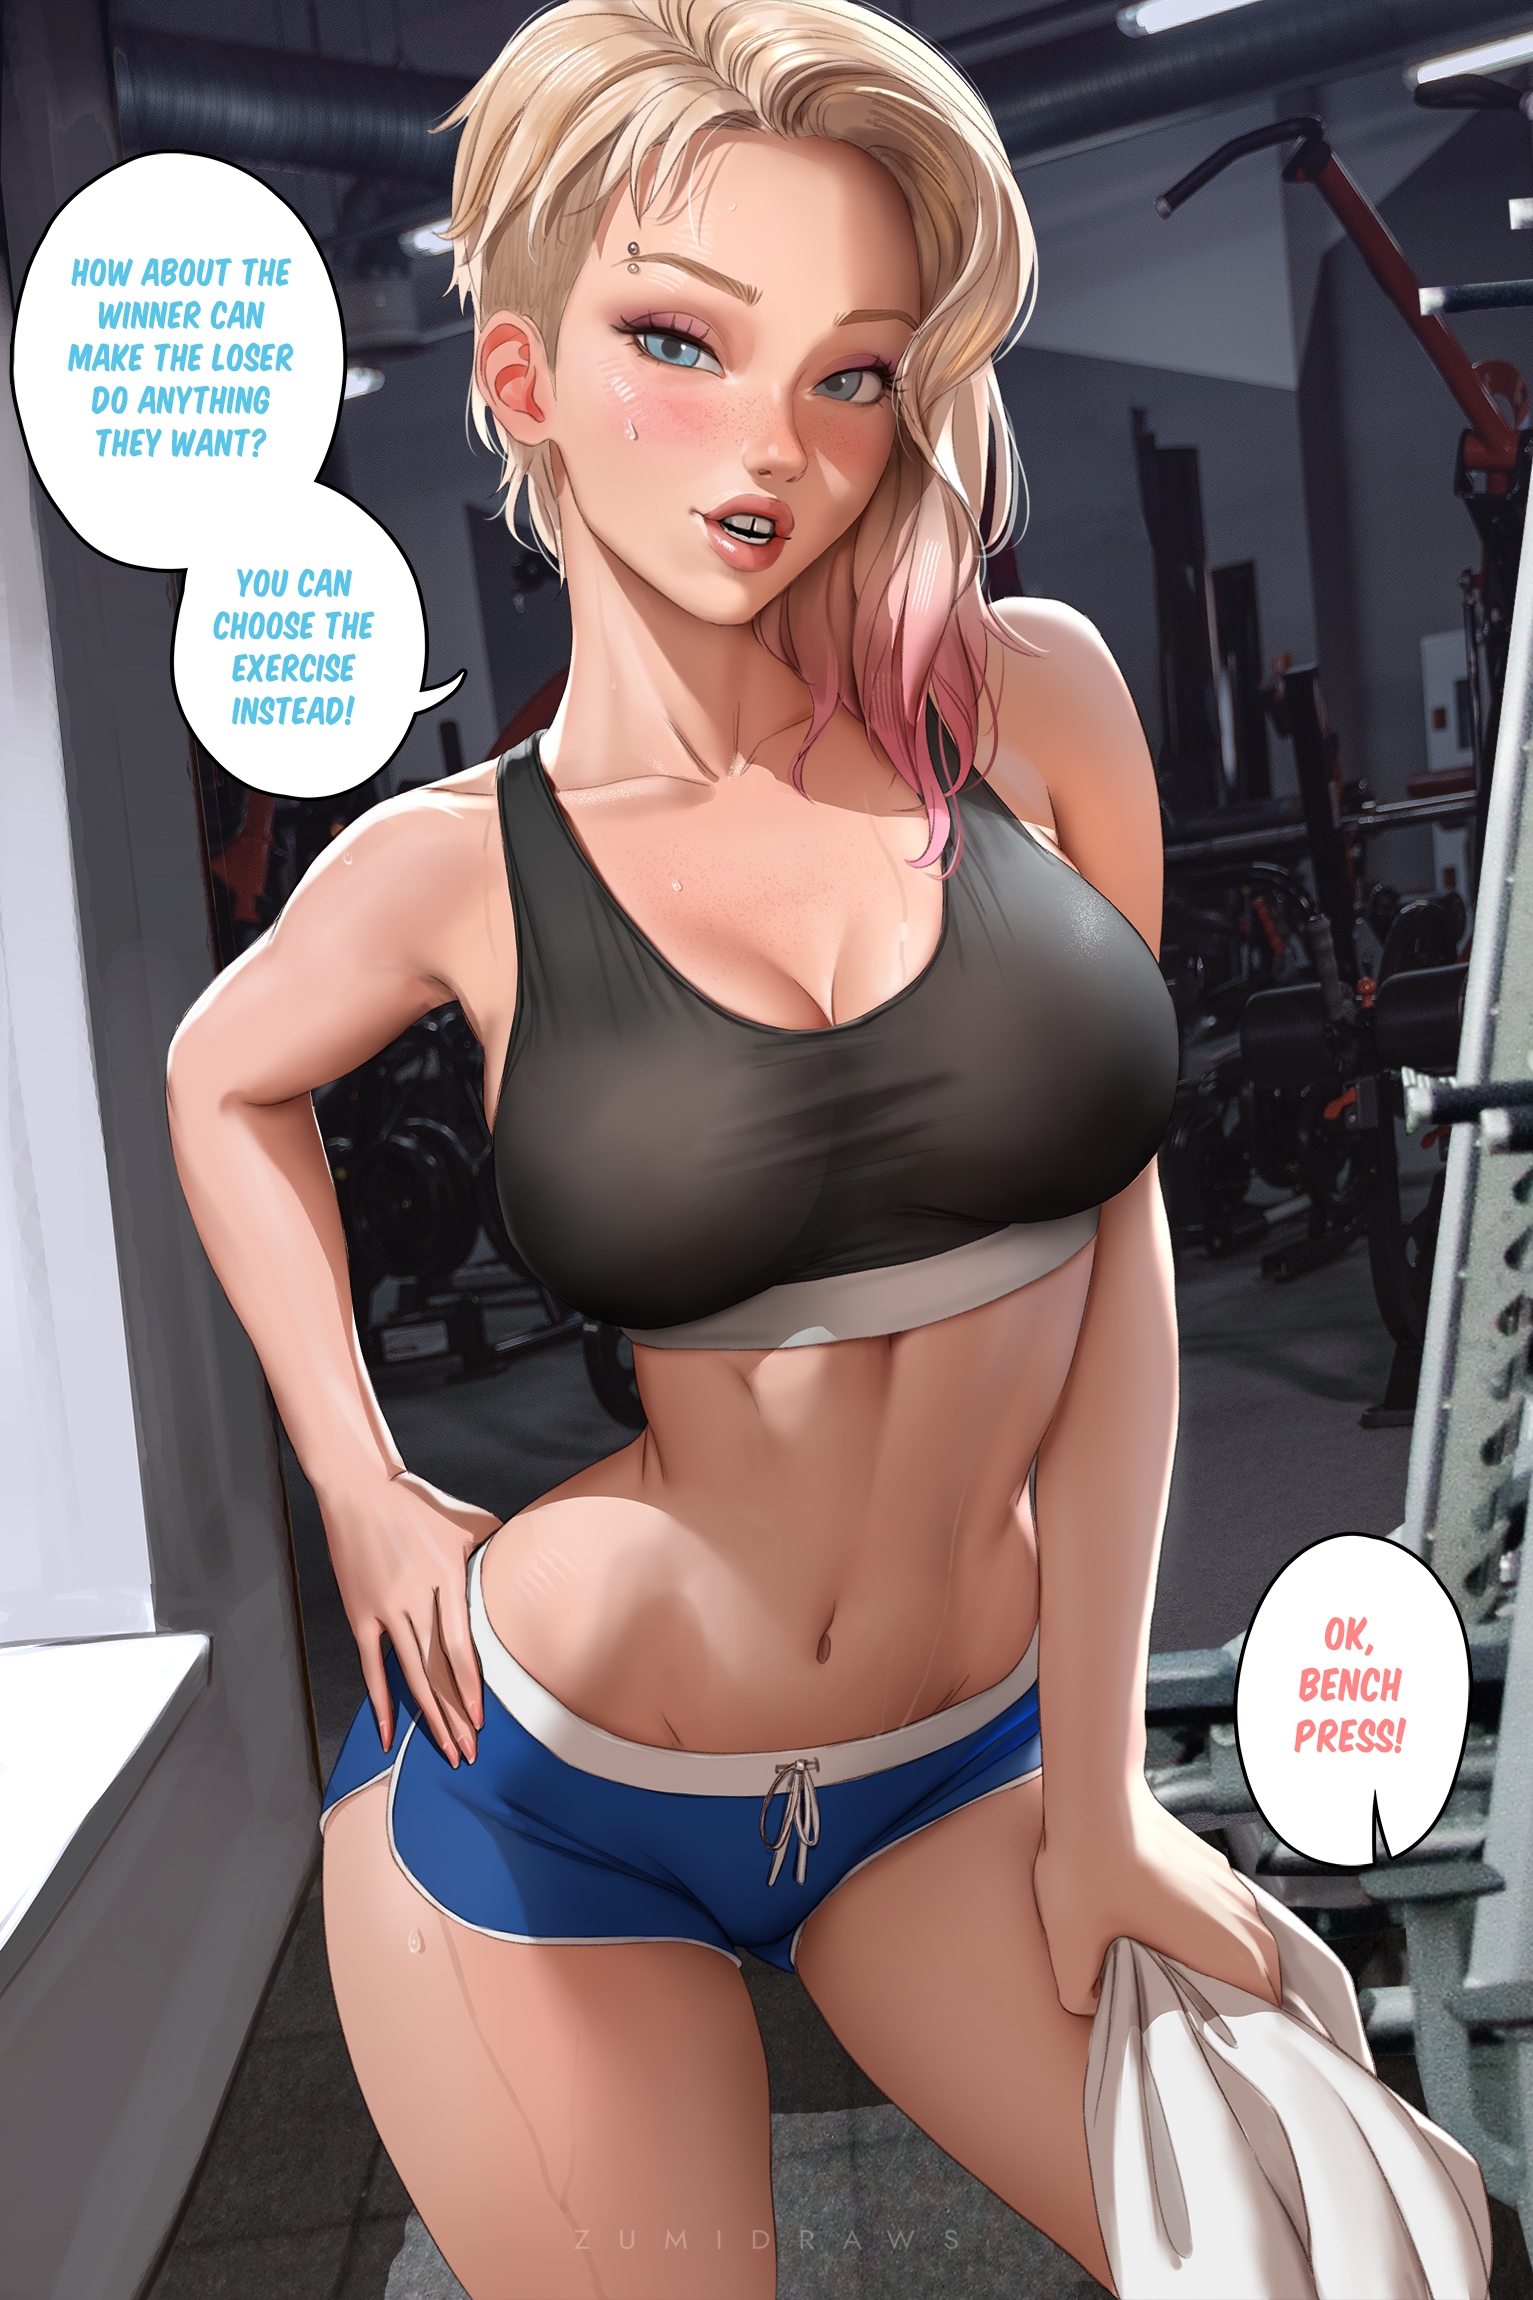 HOW ABOUT THE
WINNER CAN
MAKE THE LOSER
DO ANYTHING
THEY WANT?
YOU CAN
CHOOSE THE
EXERCISE
INSTEAD!
OK,
BENCH
PRESS!
ZUMIDRAWS